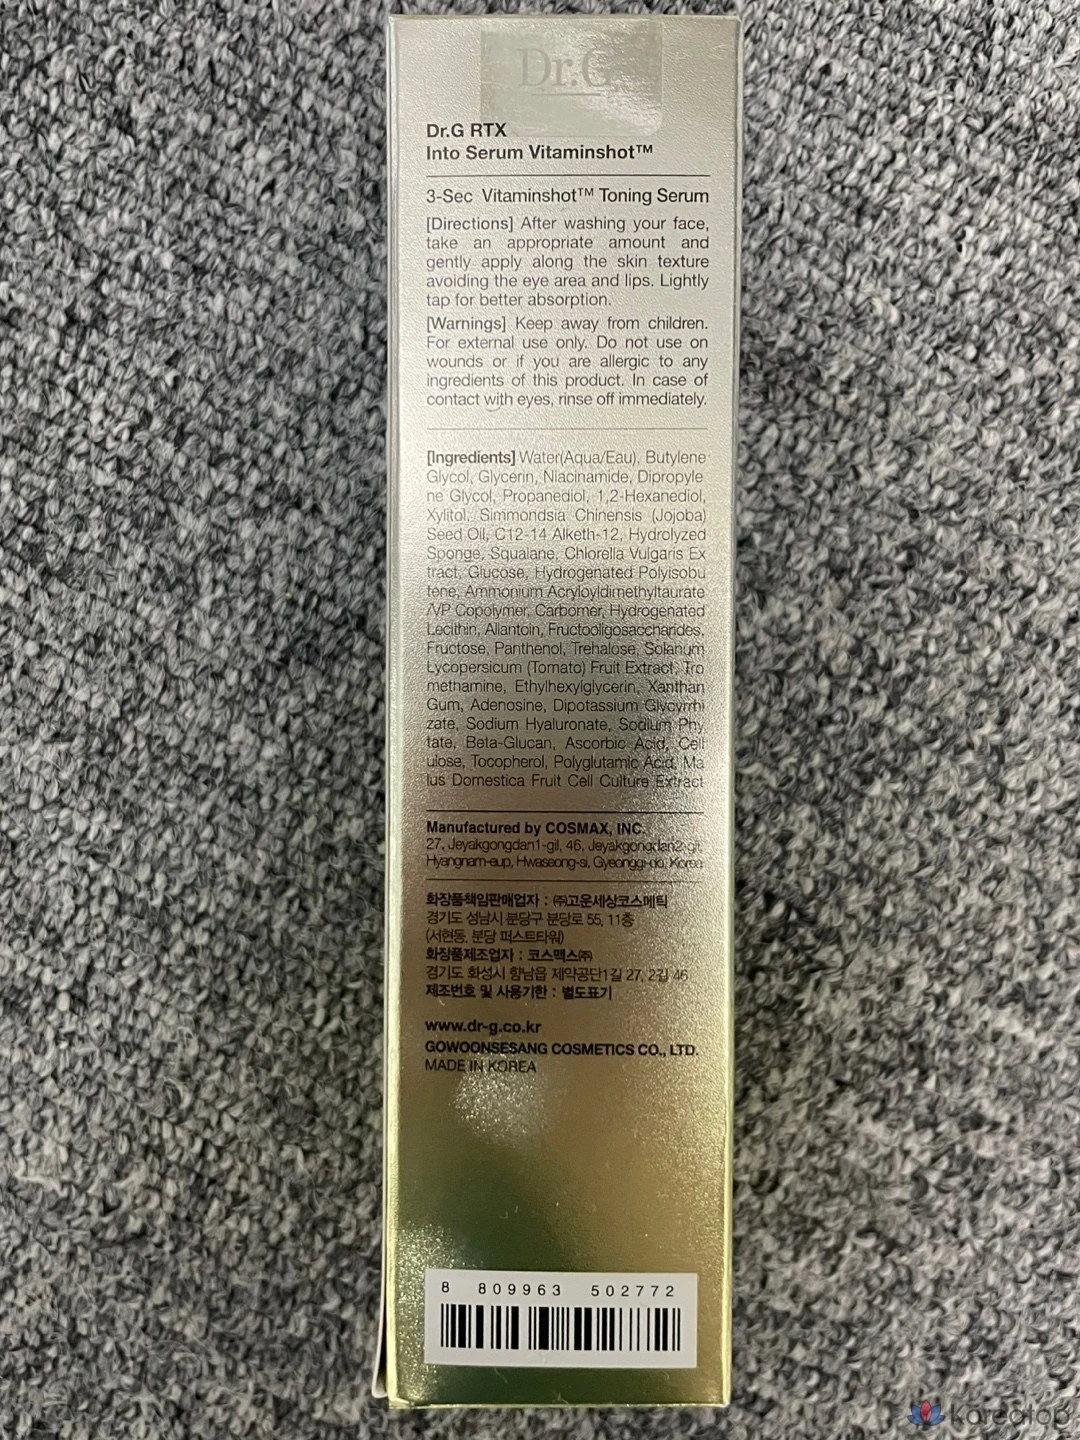 Dr.G
Dr.G RTX
Into Serum Vitaminshot™
3-Sec Vitaminshot™ Toning Serum
[Directions] After washing your face,
take an appropriate amount and
gently apply along the skin texture
avoiding the eye area and lips. Lightly
tap for better absorption.
[Warnings] Keep away from children.
For external use only. Do not use on
wounds or if you are allergic to any
ingredients of this product. In case of
contact with eyes, rinse off immediately.
[Ingredients] Water(Aqua/Eau), Butylene
Glycol, Glycerin, Niacinamide, Dipropyle
ne Glycol, Propanediol, 1,2-Hexanediol,
Xylitol, Simmondsia Chinensis (Jojoba)
Seed Oil, C12-14 Alketh-12, Hydrolyzed
Sponge, Squalane, Chlorella Vulgaris Ex
tract, Glucose, Hydrogenated Polyisobu
tene, Ammonium Acryloyldimethyltaurate
/VP Copolymer, Carbomer, Hydrogenated
Lecithin, Allantoin, Fructooligosaccharides,
Fructose, Panthenol, Trehalose, Solanum
Lycopersicum (Tomato) Fruit Extract, Tro
methamine, Ethylhexylglycerin, Xanthan
Gum, Adenosine, Dipotassium Glycyrrhi
zate, Sodium Hyaluronate, Sodium Phy
tate, Beta-Glucan, Ascorbic Acid, Cell
ulose, Tocopherol, Polyglutamic Acid, Ma
lus Domestica Fruit Cell Culture Extract
Manufactured by COSMAX, INC.
27, Jeyakgongdan1-gil, 46, Jeyakgongdan2-gil,
Hyangnam-eup, Hwaseong-si, Gyeonggi-do, Korea
화장품책임판매업자 : ㈜고운세상코스메틱
경기도 성남시 분당구 분당로 55, 11층
(서현동, 분당 퍼스트타워)
화장품제조업자 : 코스맥스㈜
경기도 화성시 향남읍 제약공단1길 27, 2길 46
제조번호 및 사용기한 : 별도표기
www.dr-g.co.kr
GOWOONSESANG COSMETICS CO., LTD.
MADE IN KOREA
8 809963 502772
Koreatop